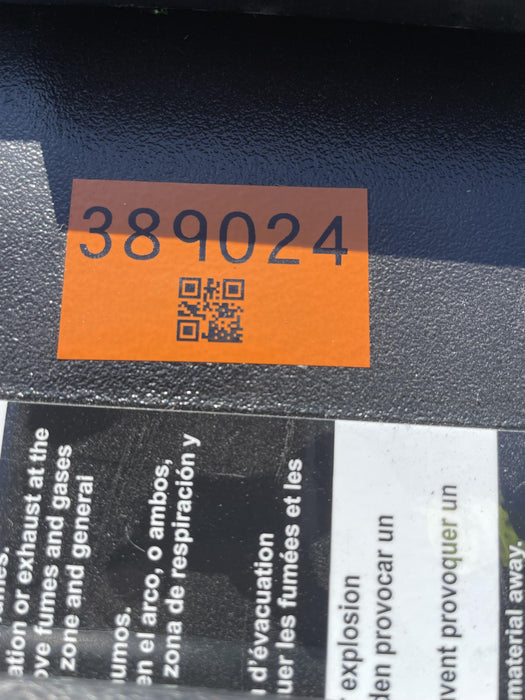 389024
ation or exhaust at the
ove fumes and gases
zone and general
umos.
en el arco, o ambos,
zona de respiración y
d'évacuation
uer les fumées et les
explosion
den provocar un
vent provoquer un
material away.